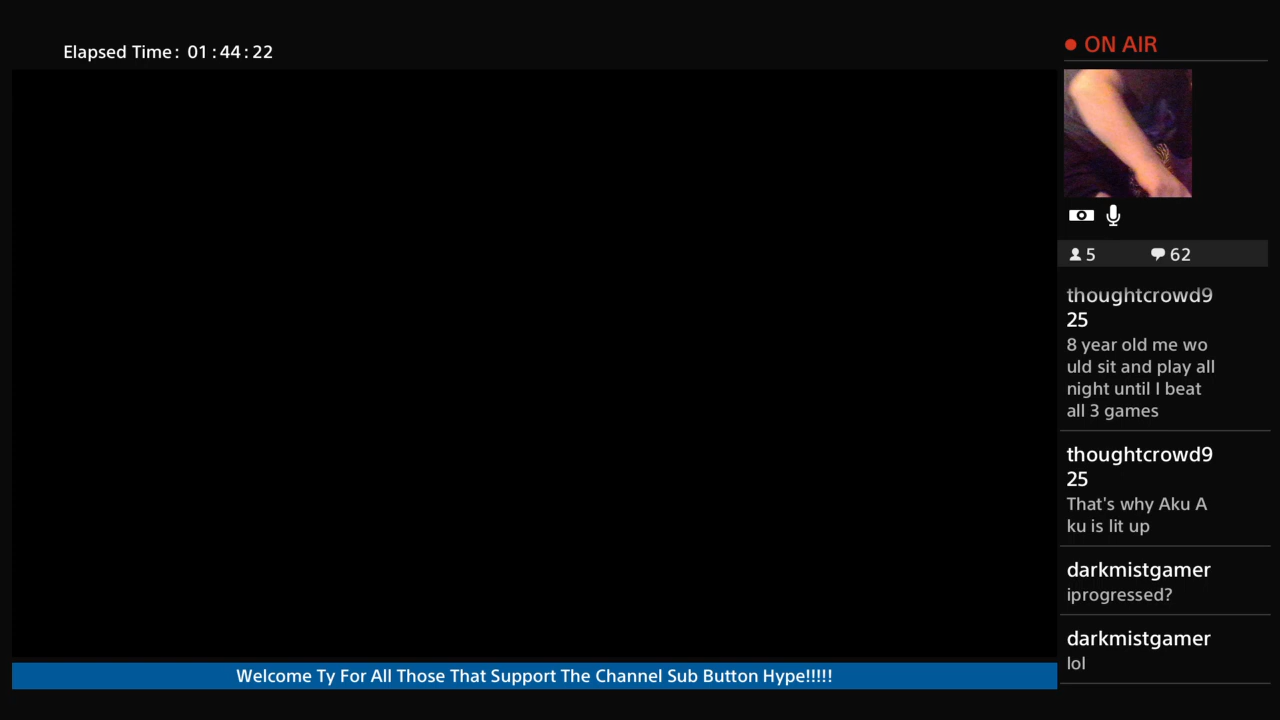 Elapsed Time: 01:44:22
ON AIR
5 62
thoughtcrowd9
25
8 year old me wo
uld sit and play all
night until I beat
all 3 games
thoughtcrowd9
25
That's why Aku A
ku is lit up
darkmistgamer
iprogressed?
darkmistgamer
lol
Welcome Ty For All Those That Support The Channel Sub Button Hype!!!!!